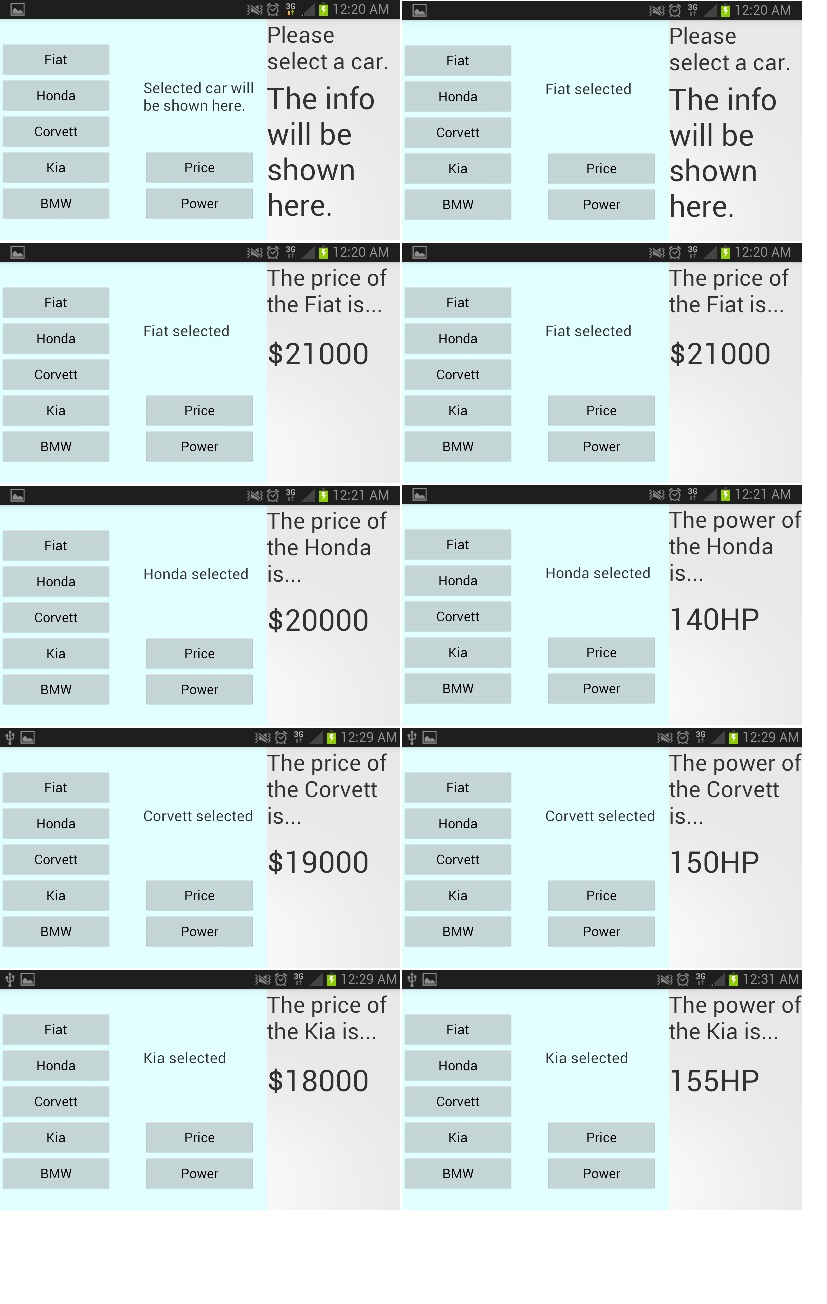 3G 12:20 AM
Fiat
Honda
Corvett
Kia
BMW
Selected car will
be shown here.
Price
Power
Please
select a car.
The info
will be
shown
here.
3G 12:20 AM
Fiat
Honda
Corvett
Kia
BMW
Fiat selected
Price
Power
Please
select a car.
The info
will be
shown
here.
3G 12:20 AM
Fiat
Honda
Corvett
Kia
BMW
Fiat selected
Price
Power
The price of
the Fiat is...
$21000
3G 12:20 AM
Fiat
Honda
Corvett
Kia
BMW
Fiat selected
Price
Power
The price of
the Fiat is...
$21000
3G 12:21 AM
Fiat
Honda
Corvett
Kia
BMW
Honda selected
Price
Power
The price of
the Honda
is...
$20000
3G 12:21 AM
Fiat
Honda
Corvett
Kia
BMW
Honda selected
Price
Power
The power of
the Honda
is...
140HP
3G 12:29 AM
Fiat
Honda
Corvett
Kia
BMW
Corvett selected
Price
Power
The price of
the Corvett
is...
$19000
3G 12:29 AM
Fiat
Honda
Corvett
Kia
BMW
Corvett selected
Price
Power
The power of
the Corvett
is...
150HP
3G 12:29 AM
Fiat
Honda
Corvett
Kia
BMW
Kia selected
Price
Power
The price of
the Kia is...
$18000
3G 12:31 AM
Fiat
Honda
Corvett
Kia
BMW
Kia selected
Price
Power
The power of
the Kia is...
155HP